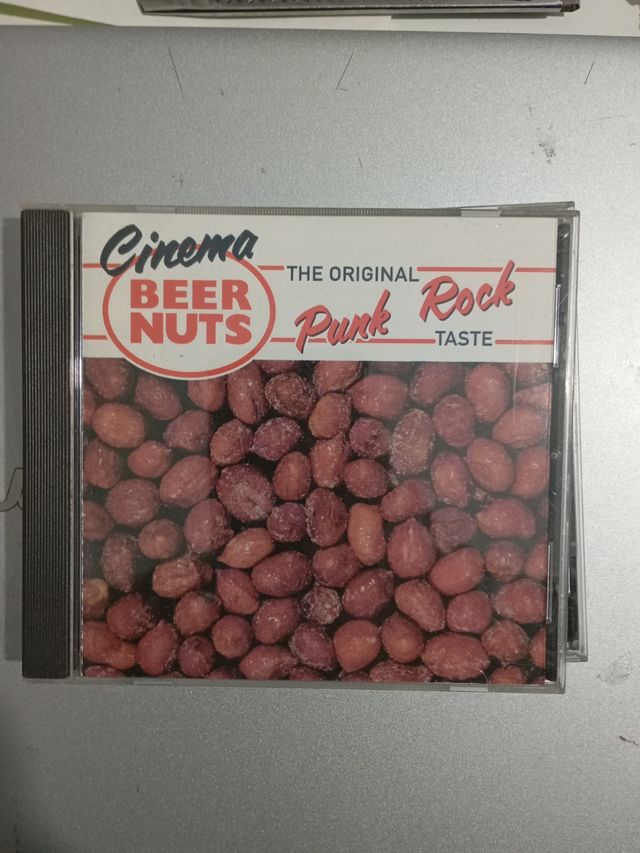 Cinema
BEER
NUTS
THE ORIGINAL
Punk Rock
TASTE